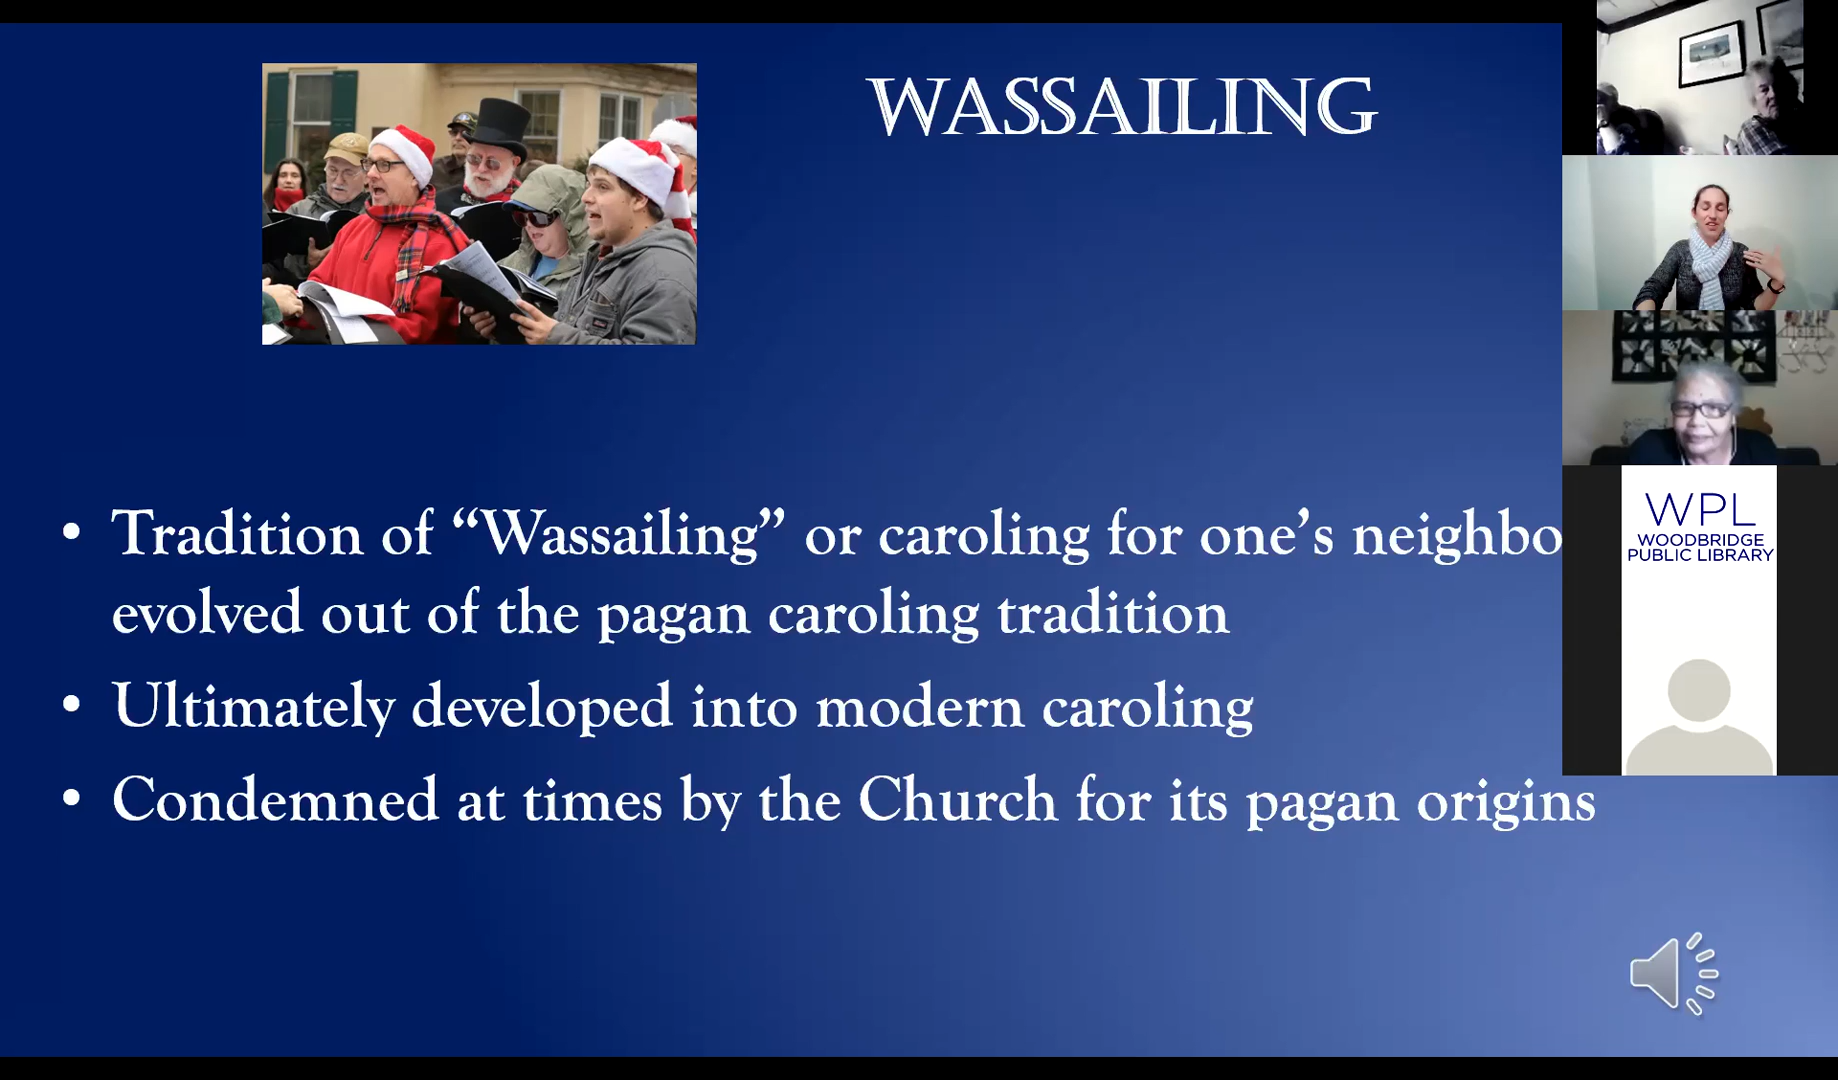 WASSAILING
• Tradition of “Wassailing” or caroling for one’s neighbo
evolved out of the pagan caroling tradition
• Ultimately developed into modern caroling
• Condemned at times by the Church for its pagan origins
WPL
WOODBRIDGE
PUBLIC LIBRARY